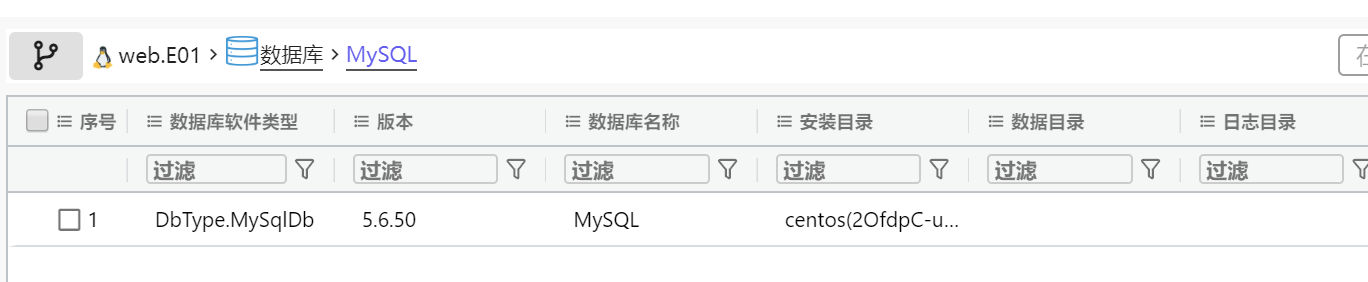 web.E01 > 数据库 > MySQL
序号 数据库软件类型 版本 数据库名称 安装目录 数据目录 日志目录
过滤 过滤 过滤 过滤 过滤 过滤
1 DbType.MySqlDb 5.6.50 MySQL centos(2OfdpC-u...